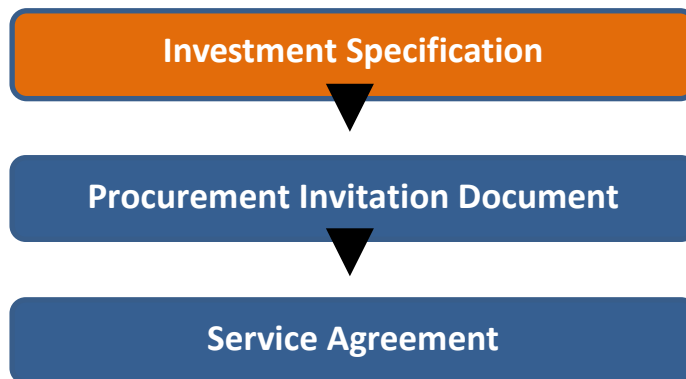 Investment Specification
Procurement Invitation Document
Service Agreement